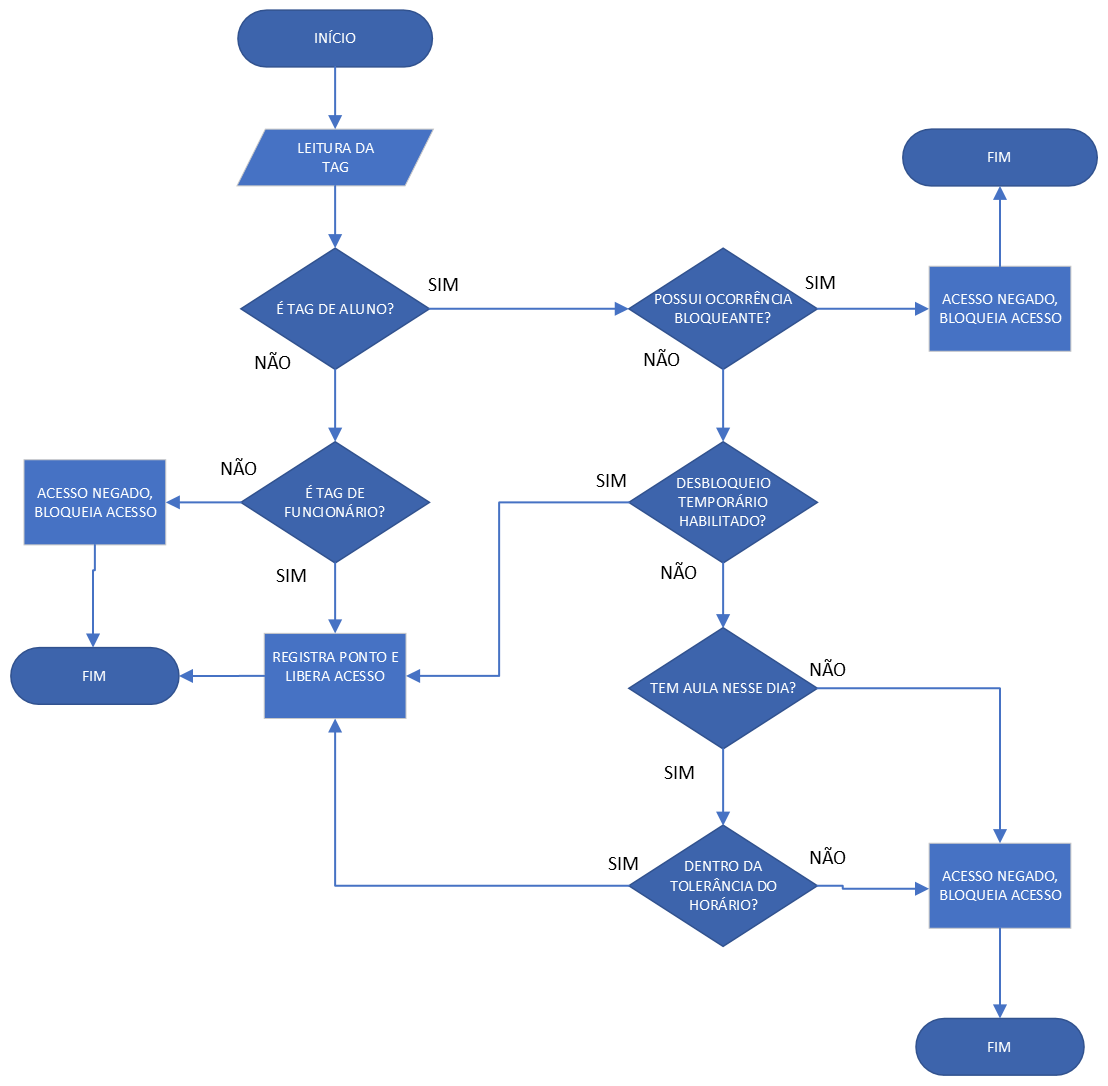 INÍCIO
LEITURA DA
TAG
FIM
É TAG DE ALUNO?
SIM
NÃO
POSSUI OCORRÊNCIA
BLOQUEANTE?
SIM
NÃO
ACESSO NEGADO,
BLOQUEIA ACESSO
É TAG DE
FUNCIONÁRIO?
NÃO
SIM
ACESSO NEGADO,
BLOQUEIA ACESSO
DESBLOQUEIO
TEMPORÁRIO
HABILITADO?
SIM
NÃO
REGISTRA PONTO E
LIBERA ACESSO
FIM
TEM AULA NESSE DIA?
NÃO
SIM
DENTRO DA
TOLERÂNCIA DO
HORÁRIO?
SIM
NÃO
ACESSO NEGADO,
BLOQUEIA ACESSO
FIM